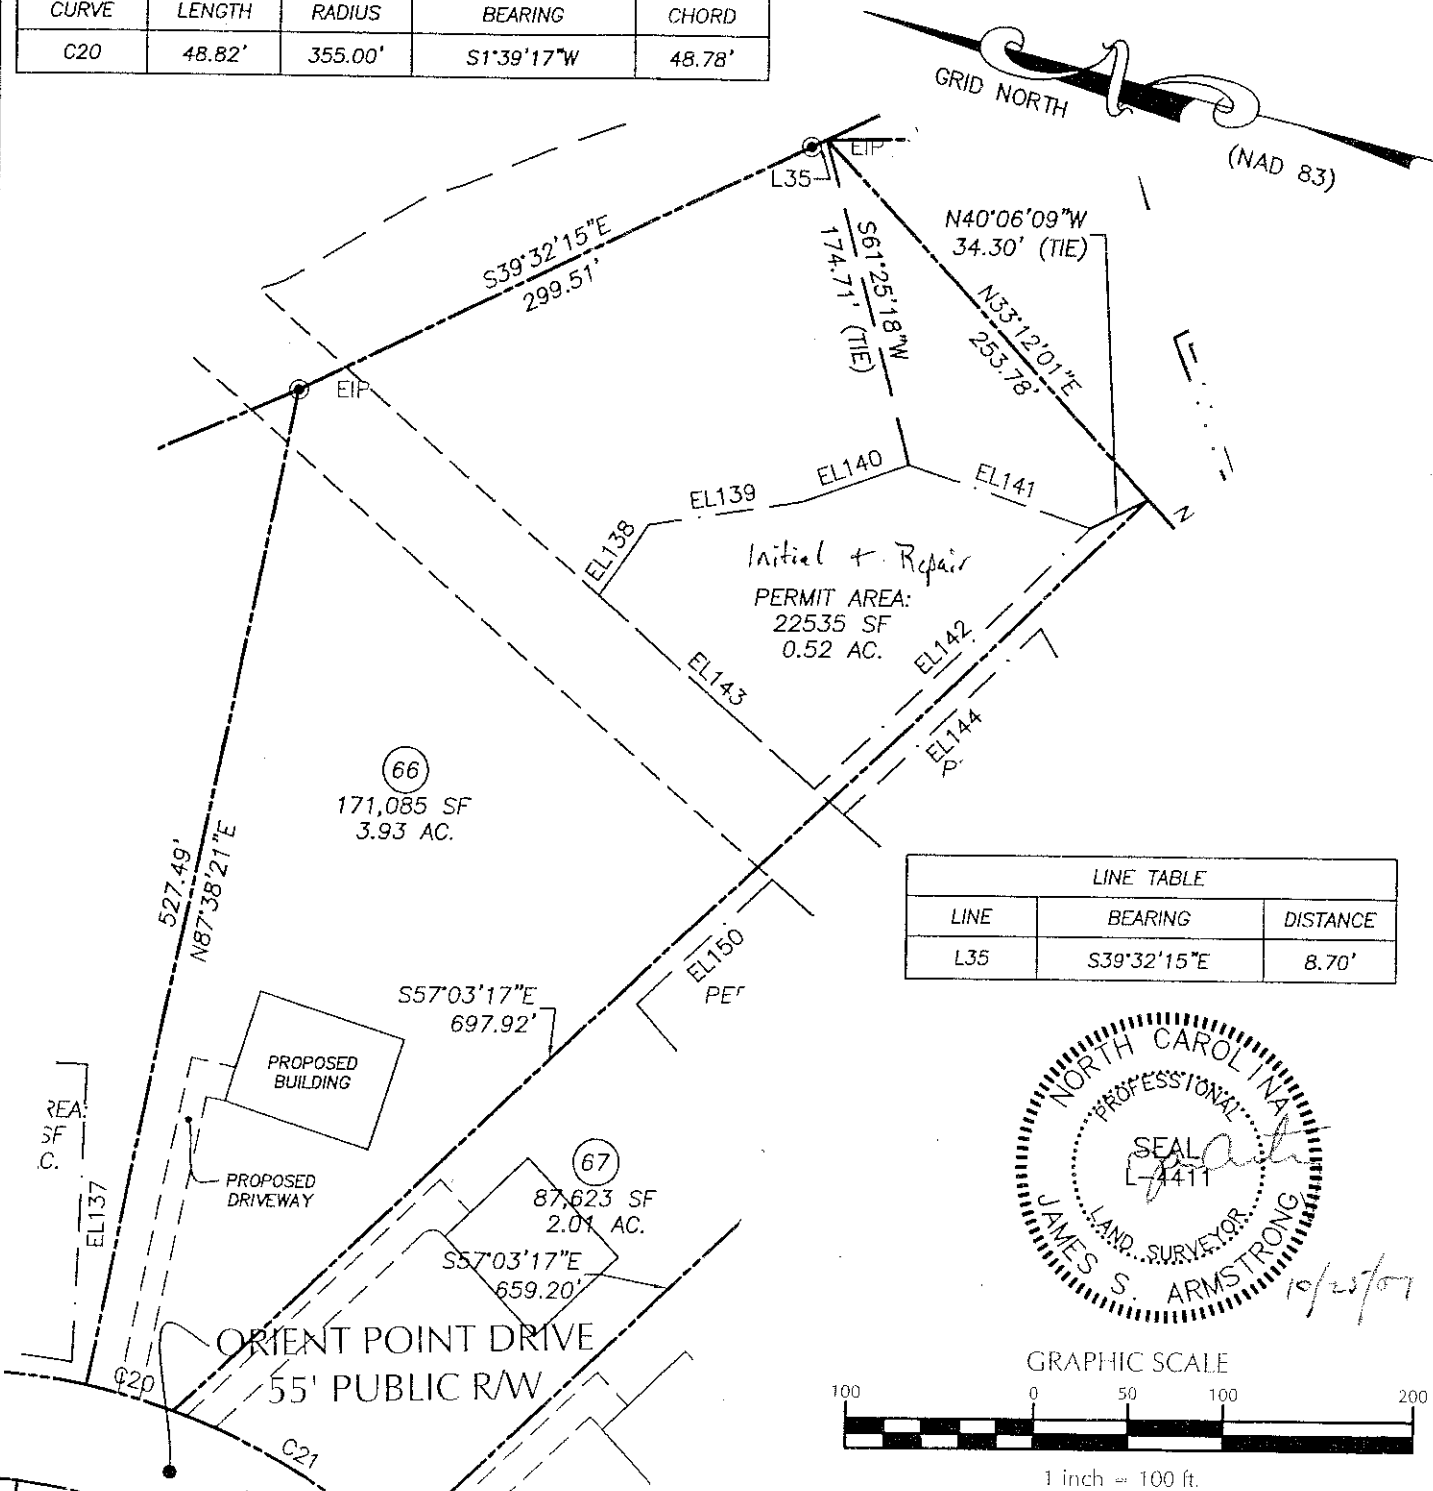 CURVE LENGTH RADIUS BEARING CHORD
C20 48.82' 355.00' S1°39'17"W 48.78'
GRID NORTH
(NAD 83)
EIP
L35
N40°06'09"W
34.30' (TIE)
S39°32'15"E
299.51'
S61°25'18"W
174.71' (TIE)
N33°12'01"E
253.78'
EIP
EL140
EL141
EL139
EL138
Initial + Repair
PERMIT AREA:
22535 SF
0.52 AC.
EL142
EL143
EL144
P
66
171,085 SF
3.93 AC.
527.49'
N87°38'21"E
LINE TABLE
LINE BEARING DISTANCE
L35 S39°32'15"E 8.70'
EL150
PER
S57°03'17"E
697.92'
PROPOSED
BUILDING
REA:
SF
C.
EL137
PROPOSED
DRIVEWAY
67
87,623 SF
2.01 AC.
S57°03'17"E
659.20'
NORTH CAROLINA
PROFESSIONAL
SEAL
L-4411
LAND SURVEYOR
JAMES S. ARMSTRONG
10/25/07
ORIENT POINT DRIVE
55' PUBLIC R/W
C20
C21
GRAPHIC SCALE
100 0 50 100 200
1 inch = 100 ft.